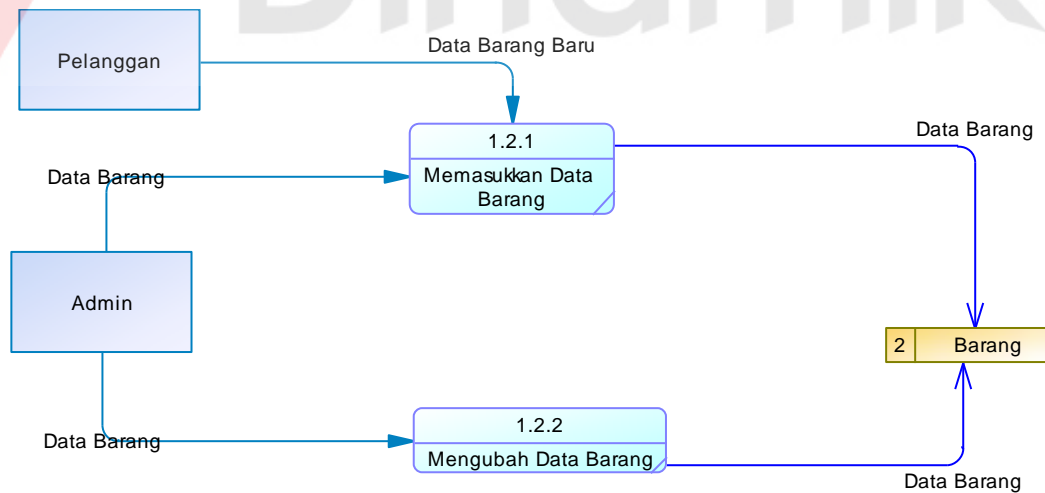 Dinamik
Data Barang Baru
Pelanggan
1.2.1
Memasukkan Data
Barang
Data Barang
Data Barang
Admin
2
Barang
1.2.2
Mengubah Data Barang
Data Barang
Data Barang